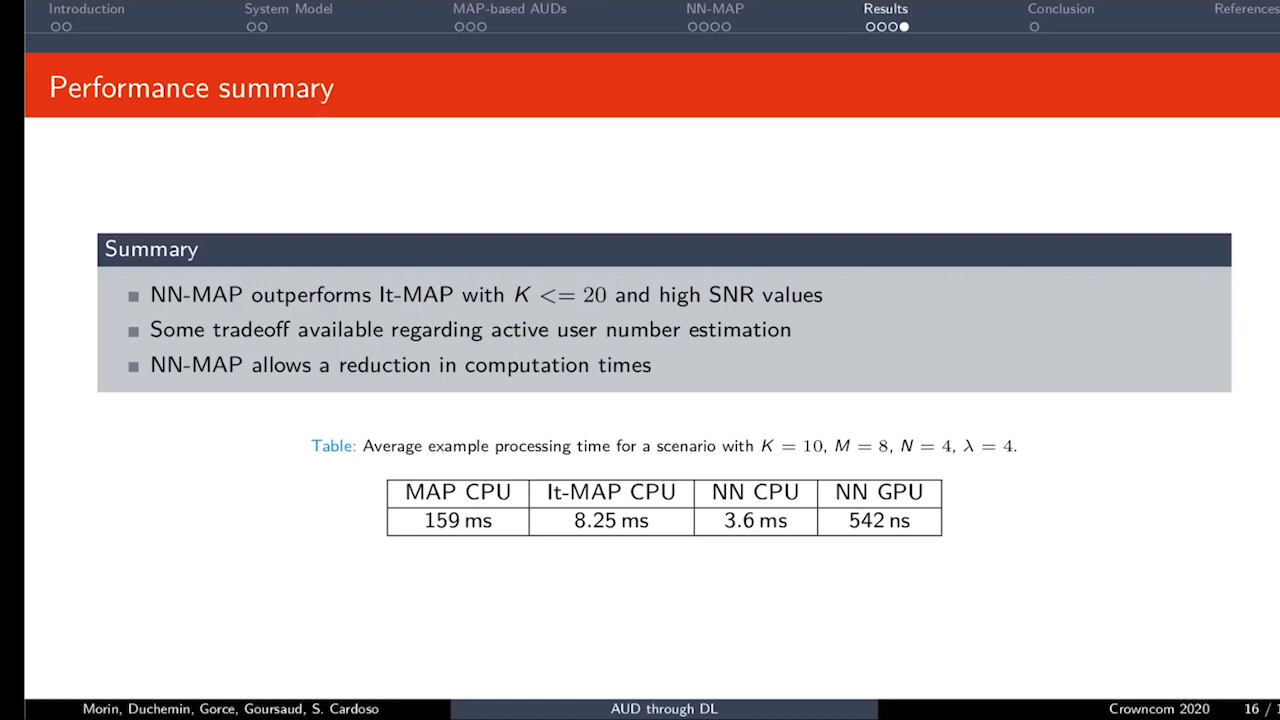 Introduction System Model MAP-based AUDs NN-MAP Results Conclusion References
Performance summary
Summary
NN-MAP outperforms It-MAP with K <= 20 and high SNR values
Some tradeoff available regarding active user number estimation
NN-MAP allows a reduction in computation times
Table: Average example processing time for a scenario with K = 10, M = 8, N = 4, λ = 4.
MAP CPU It-MAP CPU NN CPU NN GPU
159 ms 8.25 ms 3.6 ms 542 ns
Morin, Duchemin, Gorce, Goursaud, S. Cardoso AUD through DL Crowncom 2020 16 /